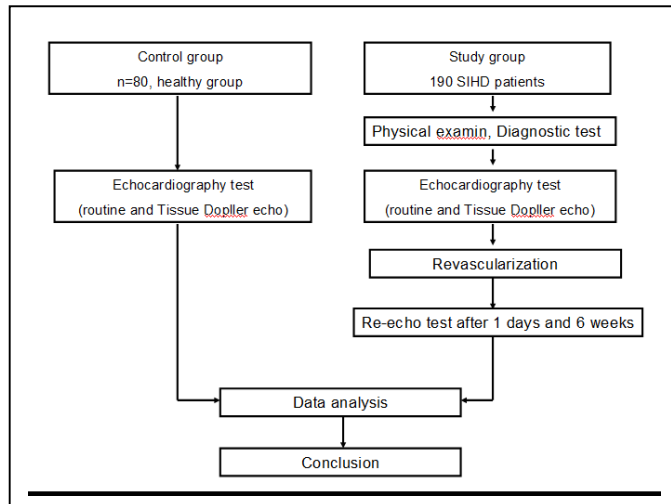 Control group
n=80, healthy group
Study group
190 SIHD patients
Physical examin, Diagnostic test
Echocardiography test
(routine and Tissue Dopller echo)
Echocardiography test
(routine and Tissue Dopller echo)
Revascularization
Re-echo test after 1 days and 6 weeks
Data analysis
Conclusion